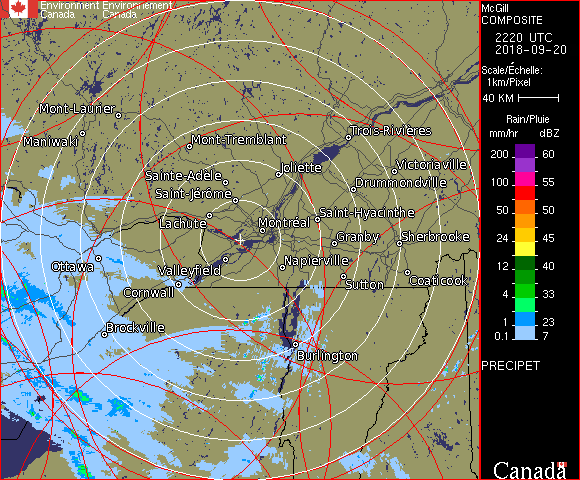 Environment Environnement
Canada Canada
McGill
COMPOSITE
2220 UTC
2018-09-20
Scale/Échelle:
1km/Pixel
40 KM
Rain/Pluie
mm/hr dBZ
200 60
100 55
50 50
24 45
12 40
4 33
1 23
0.1 7
PRECIPET
Canada
Mont-Laurier
Maniwaki
Mont-Tremblant
Trois-Rivières
Sainte-Adèle
Joliette
Victoriaville
Saint-Jérôme
Drummondville
Lachute
Montréal
Saint-Hyacinthe
Granby
Sherbrooke
Ottawa
Valleyfield
Napierville
Cornwall
Sutton
Coaticook
Brockville
Burlington